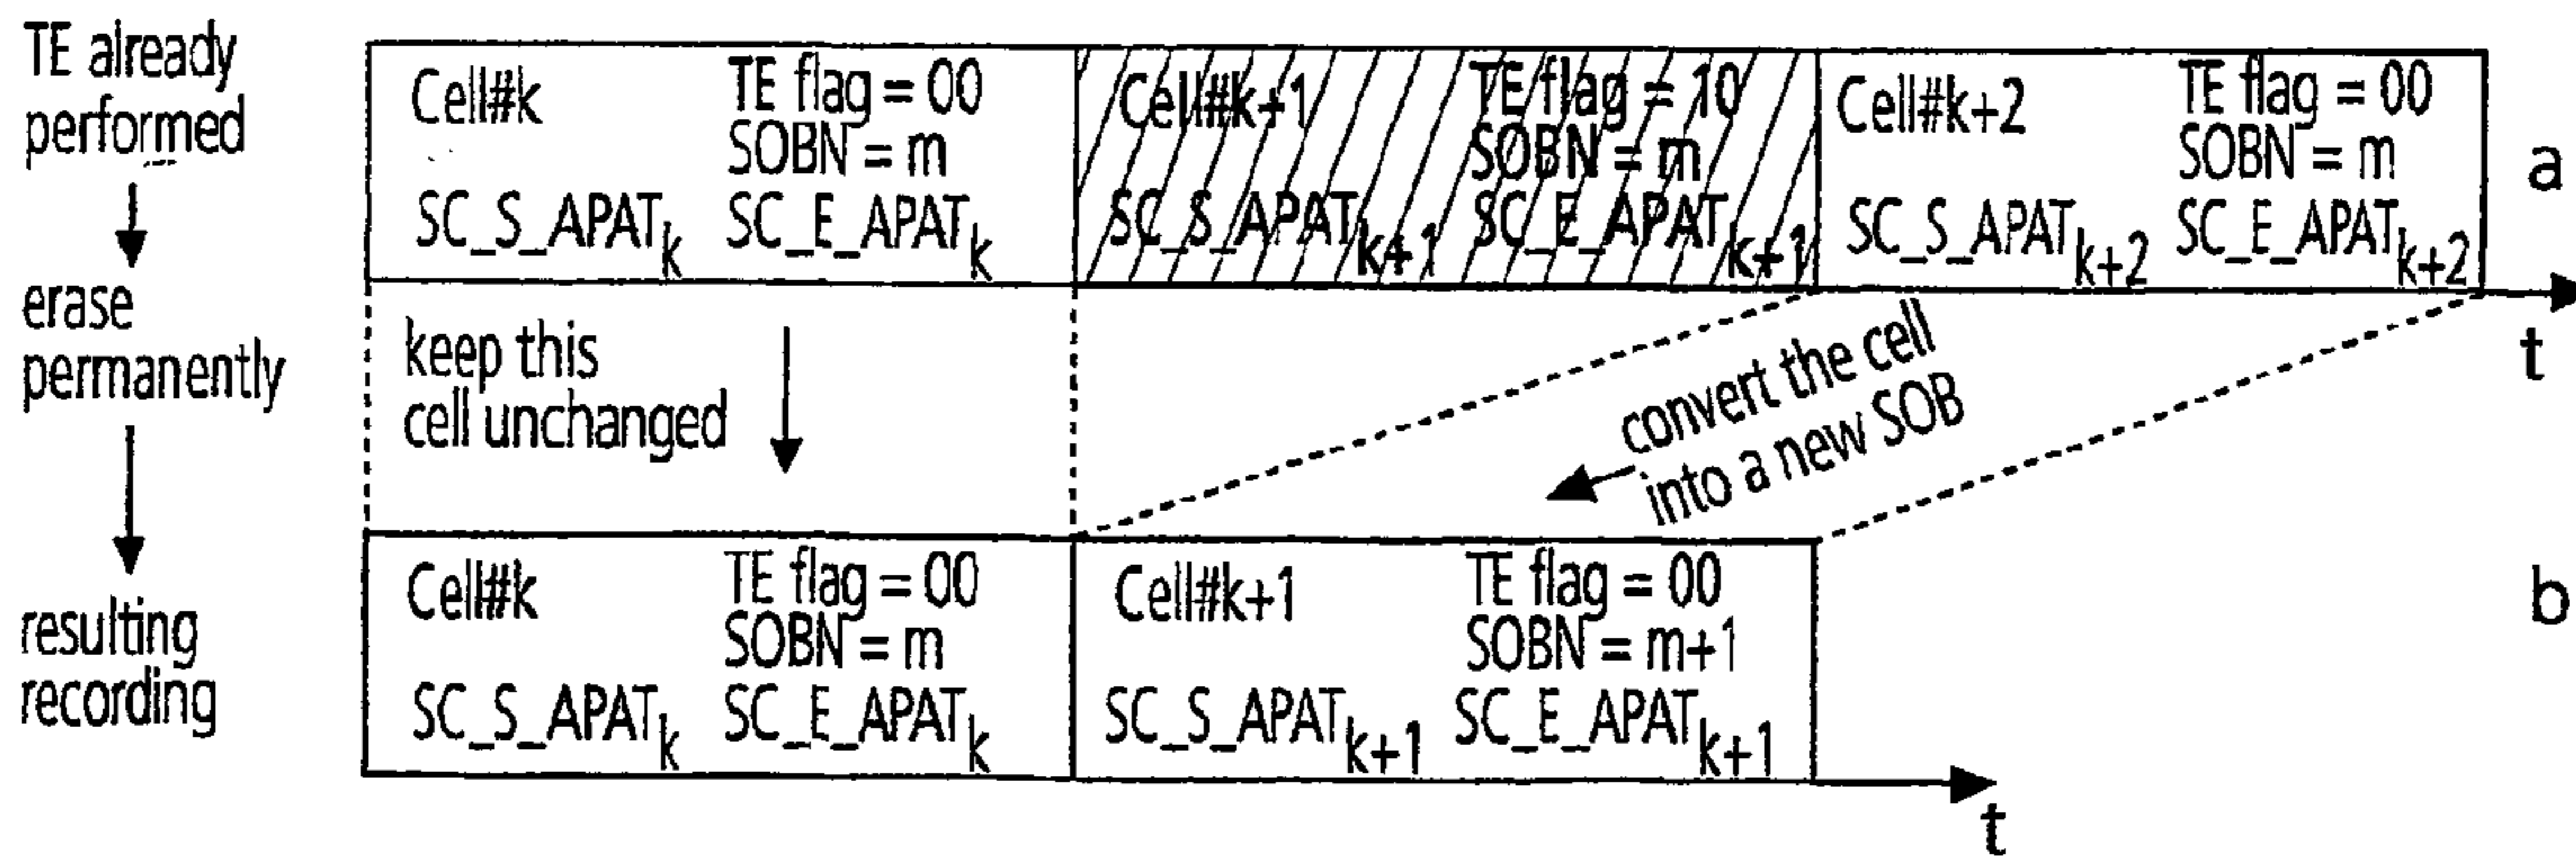 TE already
performed
erase
permanently
resulting
recording
Cell#k TE flag = 00
SOBN = m
SC_S_APATk SC_E_APATk
Cell#k+1 TE flag = 10
SOBN = m
SC_S_APATk+1 SC_E_APATk+1
Cell#k+2 TE flag = 00
SOBN = m
SC_S_APATk+2 SC_E_APATk+2
a
t
keep this
cell unchanged
convert the cell
into a new SOB
Cell#k TE flag = 00
SOBN = m
SC_S_APATk SC_E_APATk
Cell#k+1 TE flag = 00
SOBN = m+1
SC_S_APATk+1 SC_E_APATk+1
b
t